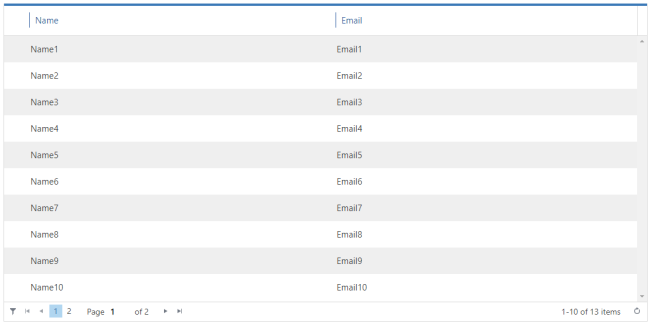 Name Email
Name1 Email1
Name2 Email2
Name3 Email3
Name4 Email4
Name5 Email5
Name6 Email6
Name7 Email7
Name8 Email8
Name9 Email9
Name10 Email10
1 2 Page 1 of 2 1-10 of 13 items